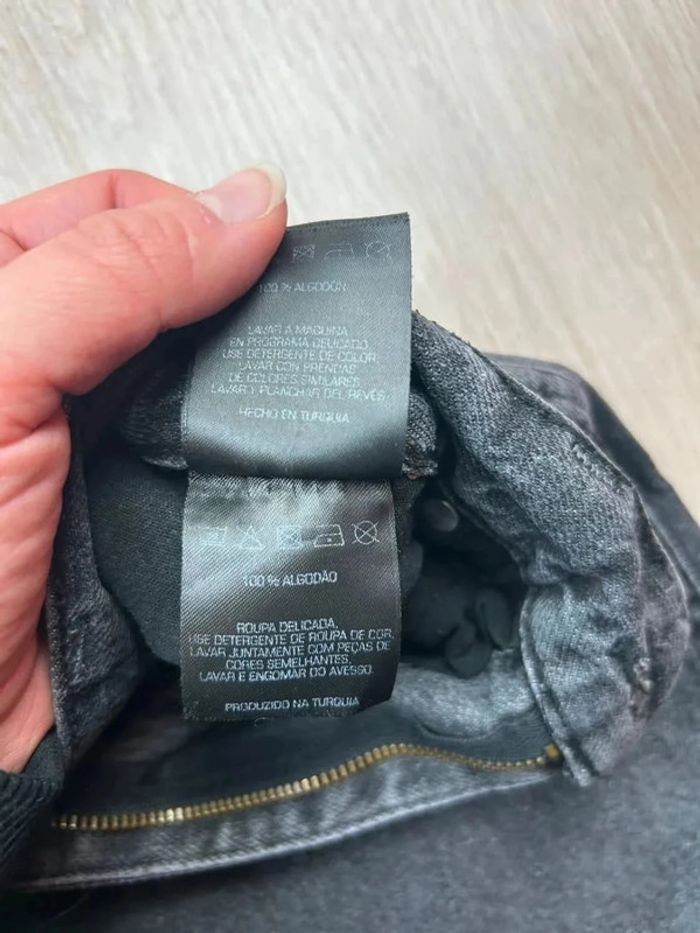 100 % ALGODÓN
LAVAR A MAQUINA
EN PROGRAMA DELICADO.
USE DETERGENTE DE COLOR.
LAVAR CON PRENDAS
DE COLORES SIMILARES.
LAVAR Y PLANCHAR DEL REVÉS.
HECHO EN TURQUIA
100 % ALGODÃO
ROUPA DELICADA.
USE DETERGENTE DE ROUPA DE COR.
LAVAR JUNTAMENTE COM PEÇAS DE
CORES SEMELHANTES.
LAVAR E ENGOMAR DO AVESSO.
PRODUZIDO NA TURQUIA